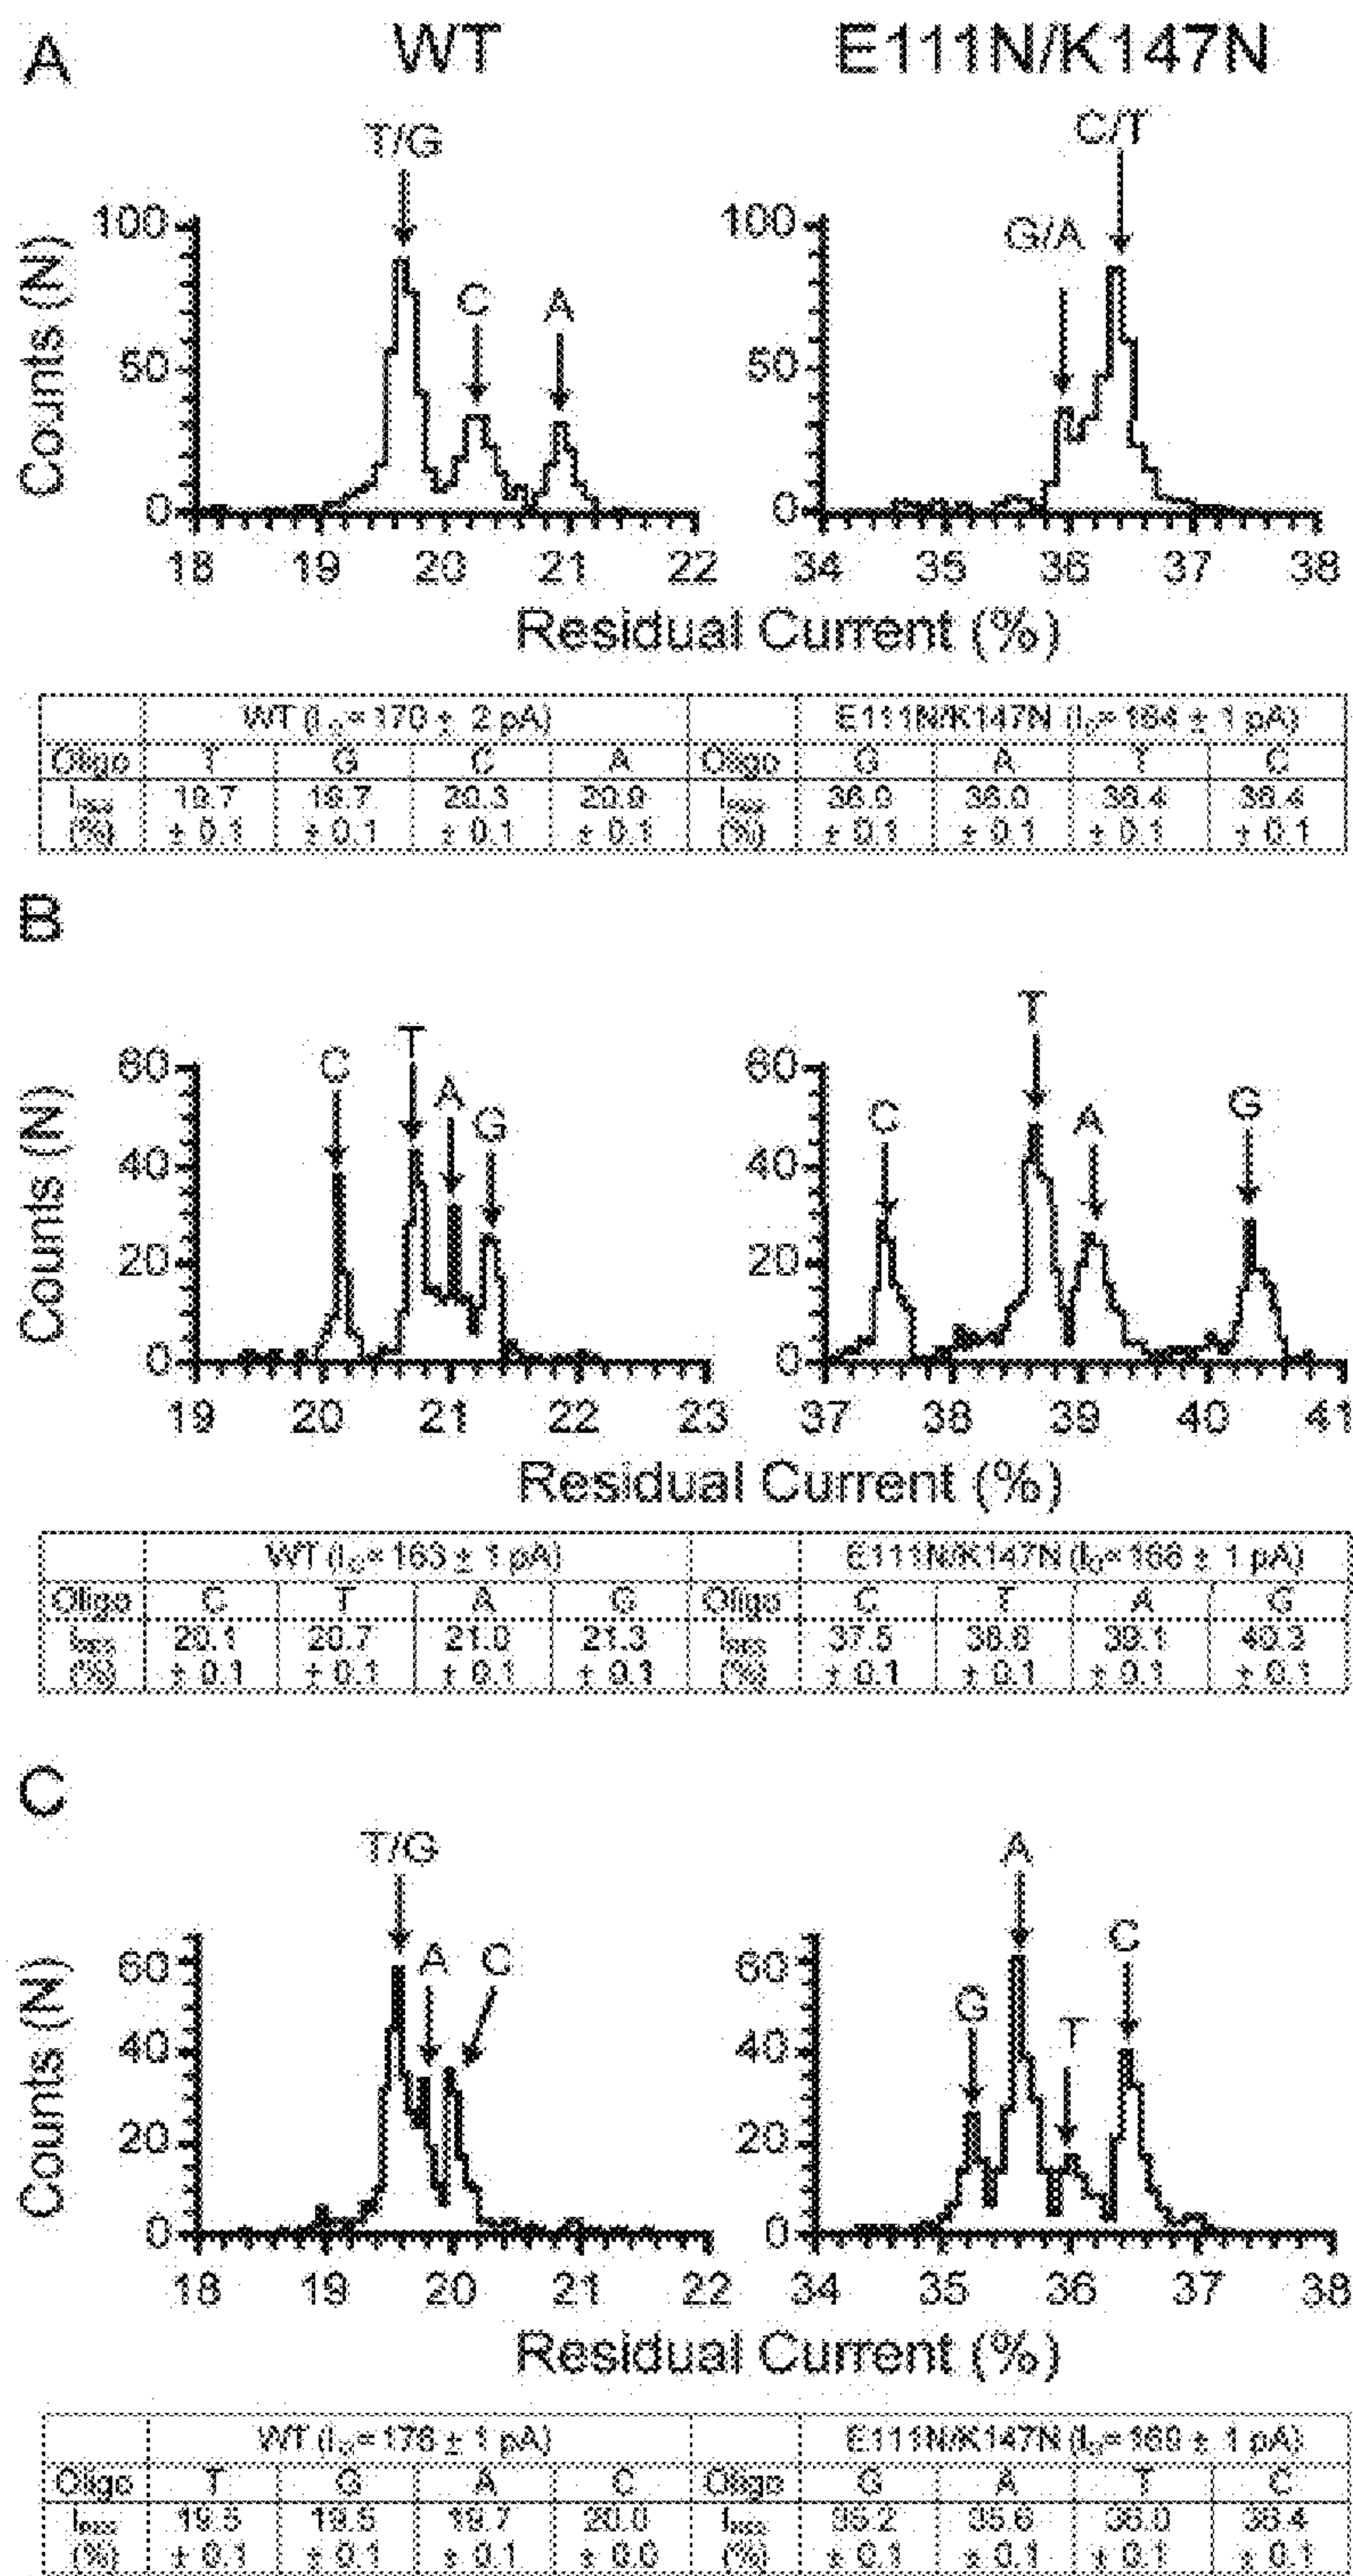 A WT E111N/K147N
T/G C A
G/A C/T
Counts (N)
100 50 0
100 50 0
18 19 20 21 22
34 35 36 37 38
Residual Current (%)
WT (I_O= 170 ± 2 pA) E111N/K147N (I_O= 164 ± 1 pA)
Oligo T G C A Oligo G A T C
I_RES 19.7 19.7 20.3 20.9 I_RES 36.0 36.0 36.4 36.4
(%) ± 0.1 ± 0.1 ± 0.1 ± 0.1 (%) ± 0.1 ± 0.1 ± 0.1 ± 0.1
B
C T A G
C T A G
Counts (N)
60 40 20 0
60 40 20 0
19 20 21 22 23
37 38 39 40 41
Residual Current (%)
WT (I_O= 163 ± 1 pA) E111N/K147N (I_O= 166 ± 1 pA)
Oligo C T A G Oligo C T A G
I_RES 20.1 20.7 21.0 21.3 I_RES 37.5 38.6 39.1 40.3
(%) ± 0.1 ± 0.1 ± 0.1 ± 0.1 (%) ± 0.1 ± 0.1 ± 0.1 ± 0.1
C
T/G A C
G A T C
Counts (N)
60 40 20 0
60 40 20 0
18 19 20 21 22
34 35 36 37 38
Residual Current (%)
WT (I_O= 176 ± 1 pA) E111N/K147N (I_O= 169 ± 1 pA)
Oligo T G A C Oligo G A T C
I_RES 19.5 19.5 19.7 20.0 I_RES 35.2 35.6 36.0 36.4
(%) ± 0.1 ± 0.1 ± 0.1 ± 0.0 (%) ± 0.1 ± 0.1 ± 0.1 ± 0.1